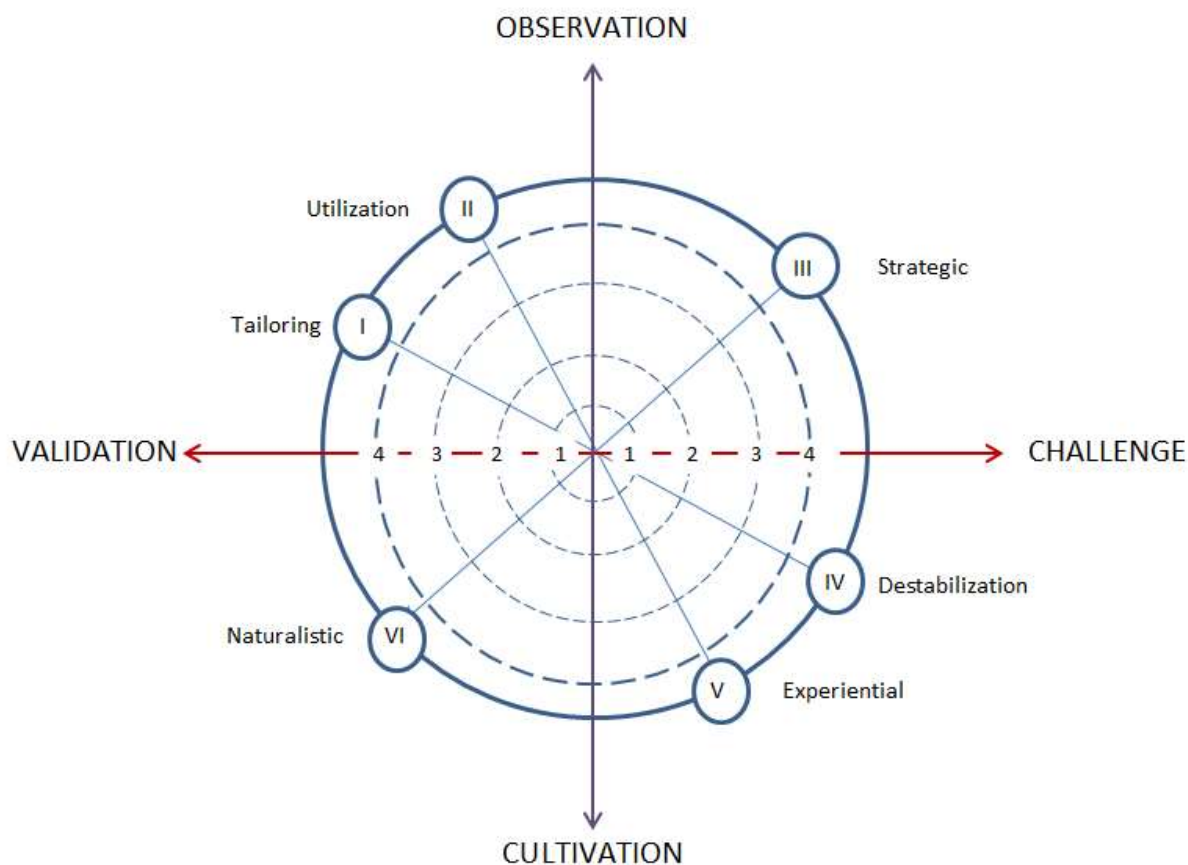 OBSERVATION
Utilization
II
III
Strategic
Tailoring
I
VALIDATION
4 3 2 1 1 2 3 4
CHALLENGE
IV
Destabilization
Naturalistic
VI
V
Experiential
CULTIVATION